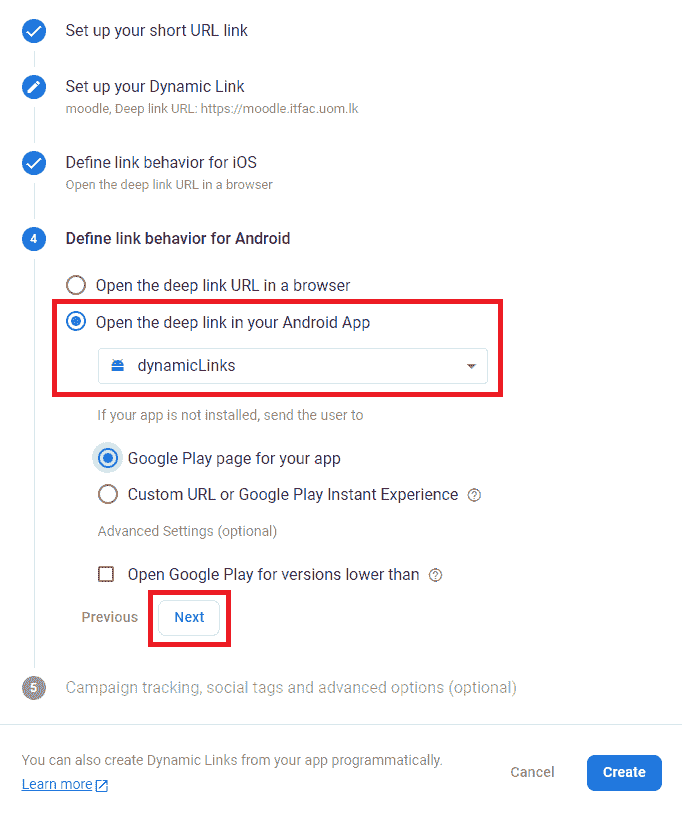 Set up your short URL link
Set up your Dynamic Link
moodle, Deep link URL: https://moodle.itfac.uom.lk
Define link behavior for iOS
Open the deep link URL in a browser
4 Define link behavior for Android
Open the deep link URL in a browser
Open the deep link in your Android App
dynamicLinks
If your app is not installed, send the user to
Google Play page for your app
Custom URL or Google Play Instant Experience ?
Advanced Settings (optional)
Open Google Play for versions lower than ?
Previous Next
5 Campaign tracking, social tags and advanced options (optional)
You can also create Dynamic Links from your app programmatically.
Learn more
Cancel Create